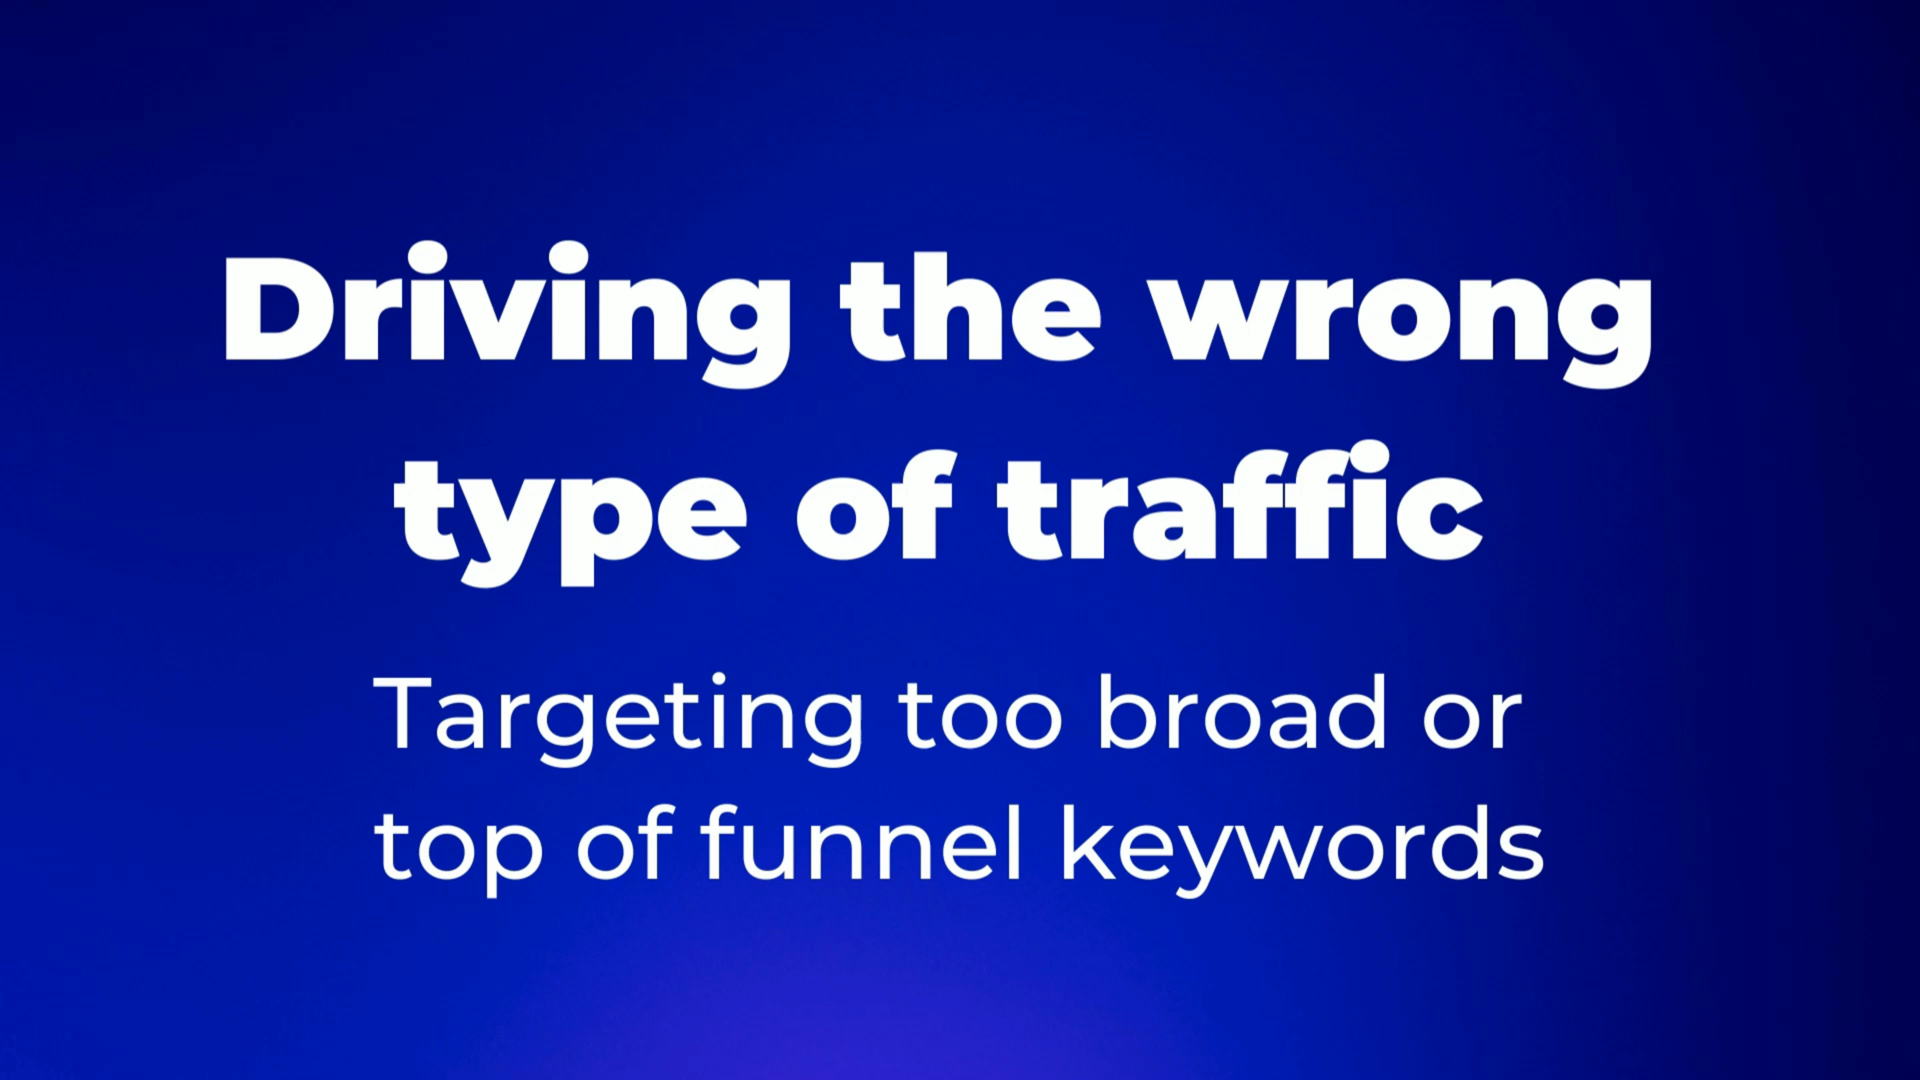 Driving the wrong
type of traffic
Targeting too broad or
top of funnel keywords